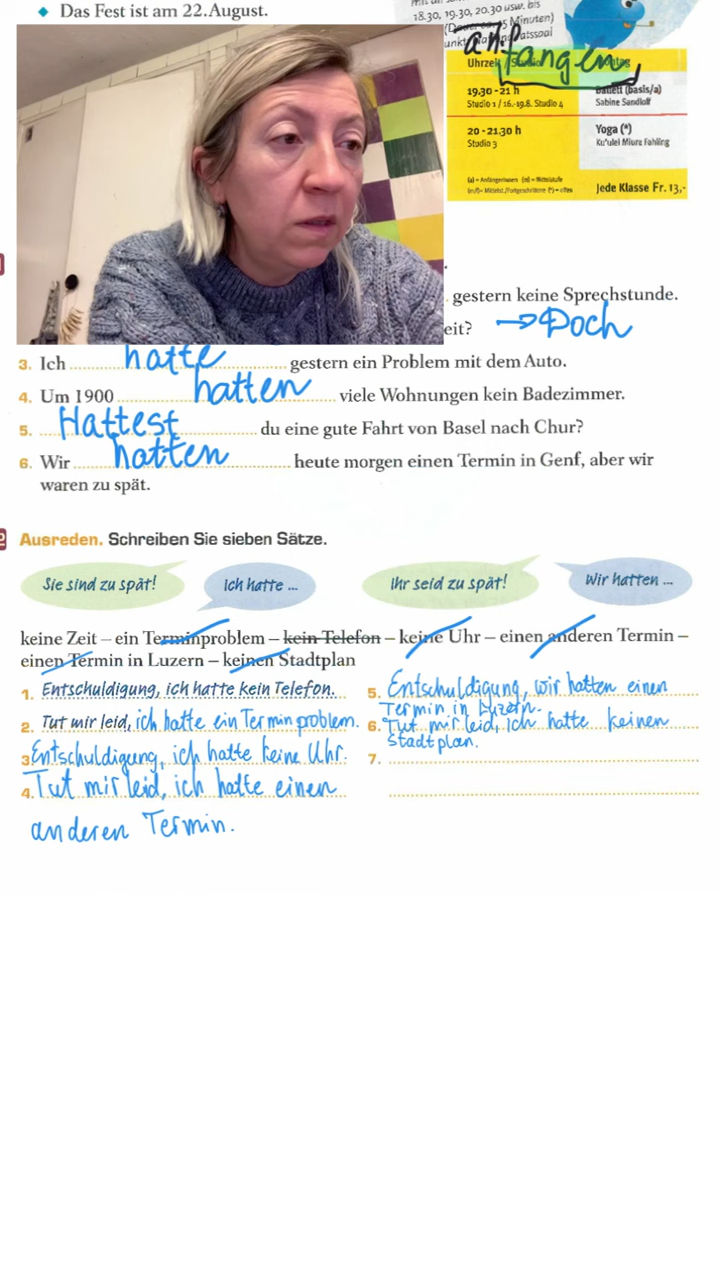 ◆ Das Fest ist am 22. August.
18.30, 19.30, 20.30 usw. bis
Minuten)
anfangen
Uhrzeit / Studio
19.30 - 21 h
Studio 1 / 16.-19.8. Studio 4
Ballett (basis/a)
Sabine Sandloff
20 - 21.30 h
Studio 3
Yoga (*)
Ku'ulei Miura Fahling
(a) = AnfängerInnen (m) = Mittelstufe
Jede Klasse Fr. 13,-
gestern keine Sprechstunde.
eit? → Doch
3. Ich hatte gestern ein Problem mit dem Auto.
4. Um 1900 hatten viele Wohnungen kein Badezimmer.
5. Hattest du eine gute Fahrt von Basel nach Chur?
6. Wir hatten heute morgen einen Termin in Genf, aber wir
waren zu spät.
2 Ausreden. Schreiben Sie sieben Sätze.
Sie sind zu spät! Ich hatte ... Ihr seid zu spät! Wir hatten ...
keine Zeit – ein Terminproblem – kein Telefon – keine Uhr – einen anderen Termin –
einen Termin in Luzern – keinen Stadtplan
1. Entschuldigung, ich hatte kein Telefon.
2. Tut mir leid, ich hatte ein Terminproblem.
3 Entschuldigung, ich hatte keine Uhr.
4. Tut mir leid, ich hatte einen
anderen Termin.
5. Entschuldigung, wir hatten einen
Termin in Luzern.
6. Tut mir leid, ich hatte keinen
Stadtplan.
7.